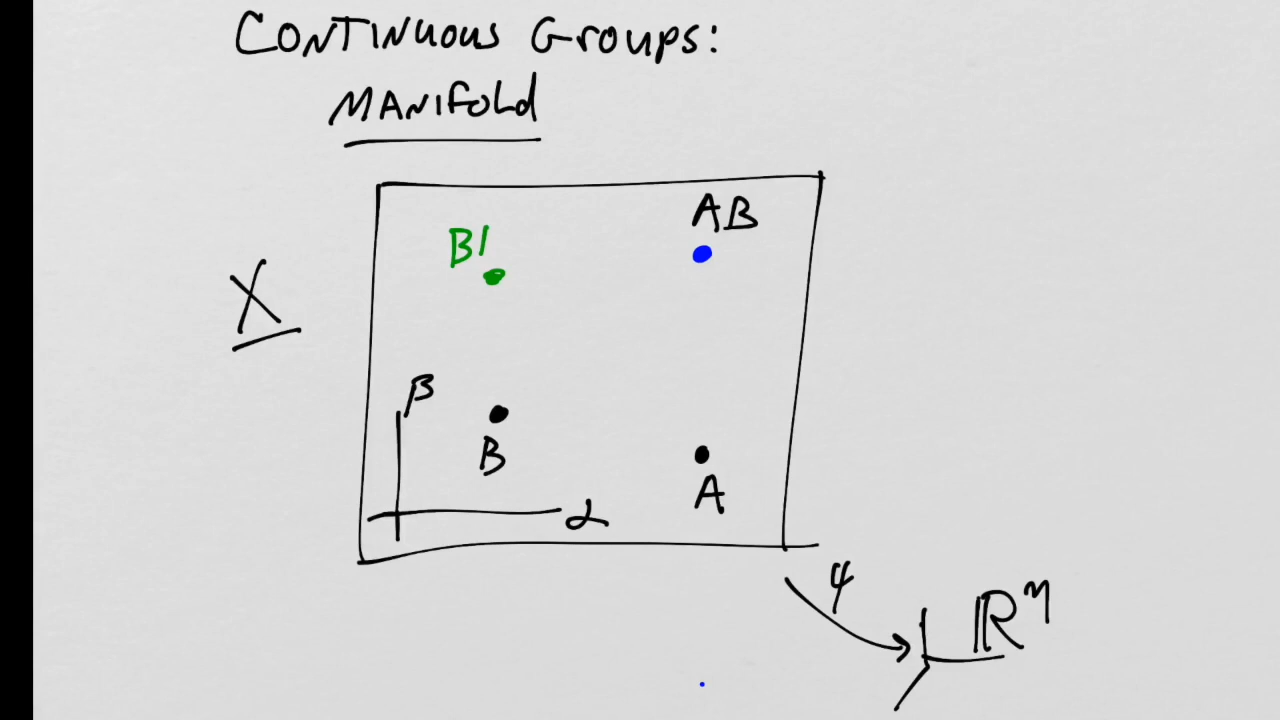 CONTINUOUS Groups:
MANIFOLD
AB
B'
X
β
B
A
α
ψ
ℝⁿ